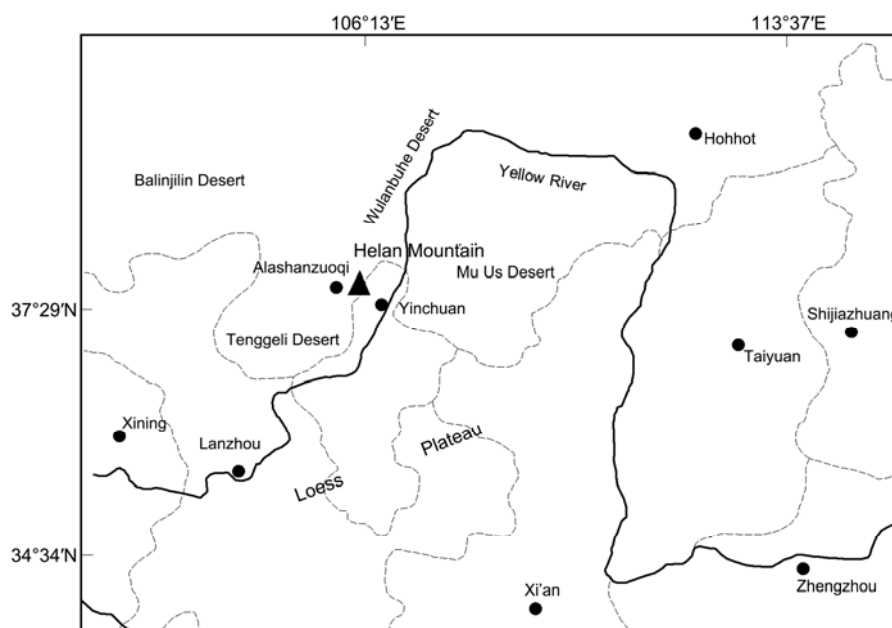 106°13′E
113°37′E
Hohhot
Wulanbuhe Desert
Yellow River
Balinjilin Desert
Helan Mountain
Alashanzuoqi
Mu Us Desert
37°29′N
Yinchuan
Shijiazhuang
Tenggeli Desert
Taiyuan
Xining
Lanzhou
Plateau
Loess
34°34′N
Xi'an
Zhengzhou